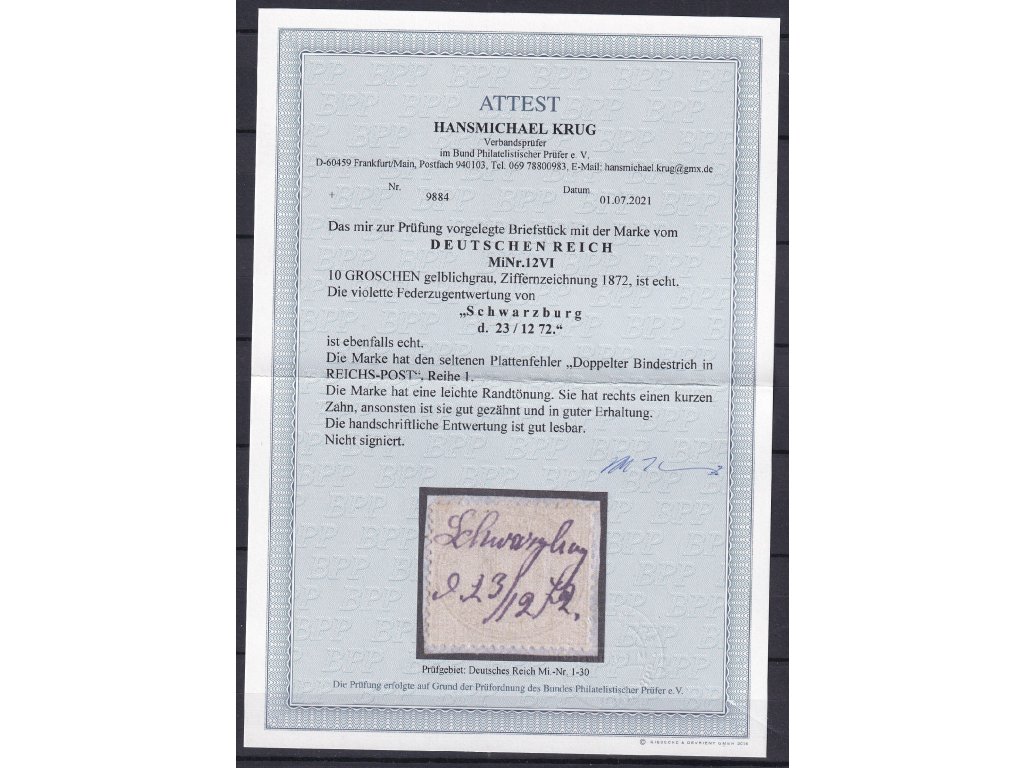 ATTEST
HANSMICHAEL KRUG
Verbandsprüfer
im Bund Philatelistischer Prüfer e. V.
D-60459 Frankfurt/Main, Postfach 940103, Tel. 069 78800983, E-Mail: hansmichael.krug@gmx.de
+ Nr. 9884 Datum 01.07.2021
Das mir zur Prüfung vorgelegte Briefstück mit der Marke vom
DEUTSCHEN REICH
MiNr.12VI
10 GROSCHEN gelblichgrau, Ziffernzeichnung 1872, ist echt.
Die violette Federzugentwertung von
„Schwarzburg
d. 23 / 12 72.“
ist ebenfalls echt.
Die Marke hat den seltenen Plattenfehler „Doppelter Bindestrich in
REICHS-POST“, Reihe 1.
Die Marke hat eine leichte Randtönung. Sie hat rechts einen kurzen
Zahn, ansonsten ist sie gut gezähnt und in guter Erhaltung.
Die handschriftliche Entwertung ist gut lesbar.
Nicht signiert.
Schwarzburg
d. 23/12 72.
Prüfgebiet: Deutsches Reich Mi.-Nr. 1-30
Die Prüfung erfolgte auf Grund der Prüfordnung des Bundes Philatelistischer Prüfer e.V.
© GIESECKE & DEVRIENT GMBH